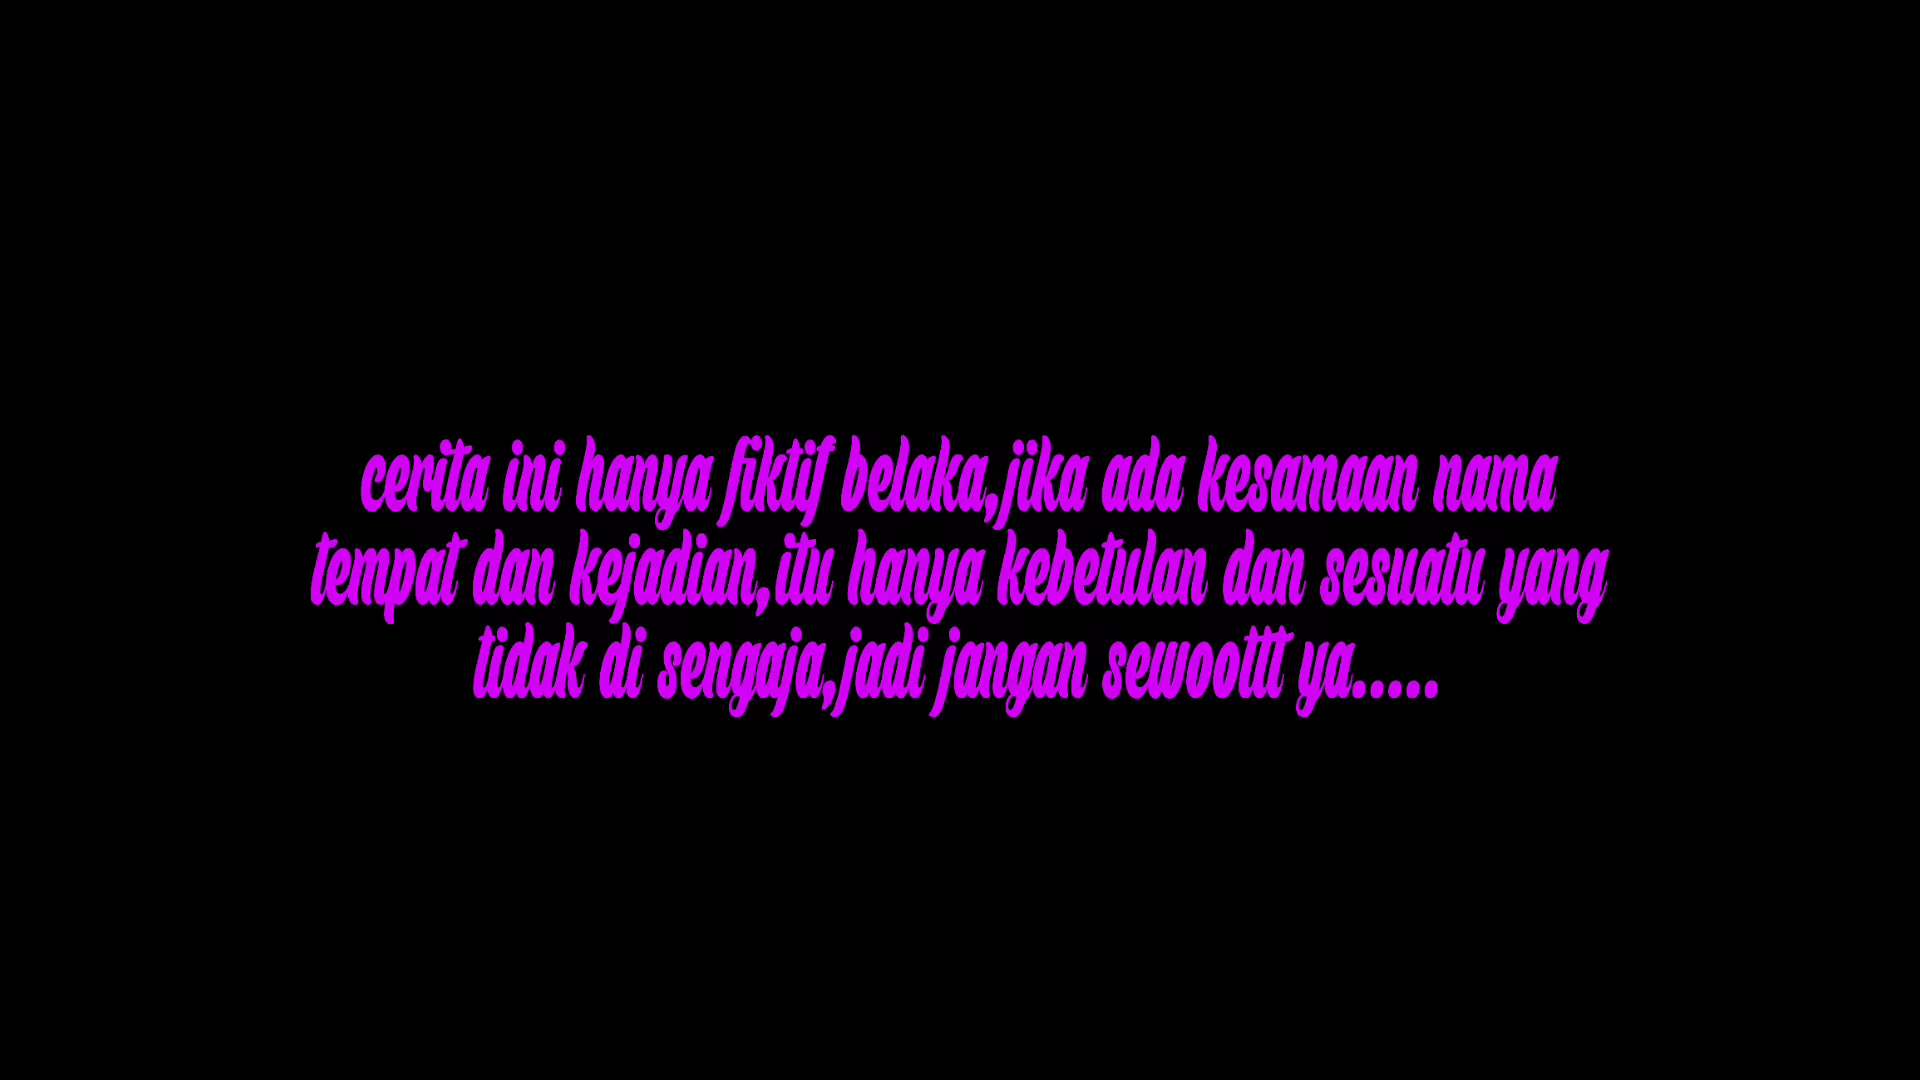 cerita ini hanya fiktif belaka,jika ada kesamaan nama
tempat dan kejadian,itu hanya kebetulan dan sesuatu yang
tidak di sengaja,jadi jangan sewoottt ya.....